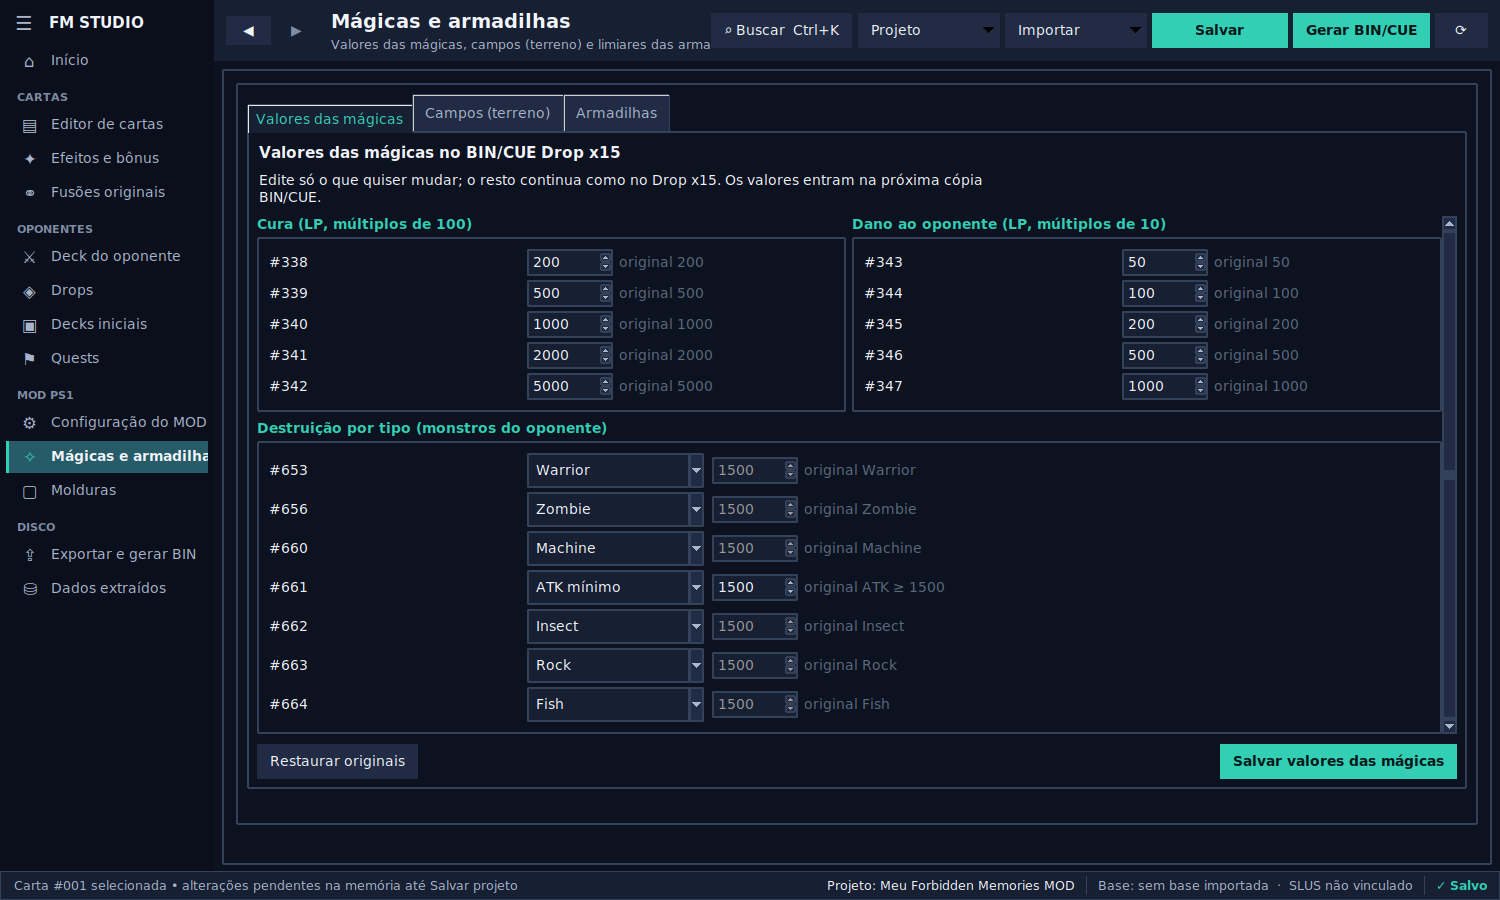 ☰ FM STUDIO
⌂ Início
CARTAS
▤ Editor de cartas
✦ Efeitos e bônus
⚭ Fusões originais
OPONENTES
⚔ Deck do oponente
◈ Drops
▣ Decks iniciais
⚑ Quests
MOD PS1
⚙ Configuração do MOD
✧ Mágicas e armadilha
▢ Molduras
DISCO
⇪ Exportar e gerar BIN
⛁ Dados extraídos
◀ ▶ Mágicas e armadilhas
Valores das mágicas, campos (terreno) e limiares das arma
⌕ Buscar Ctrl+K
Projeto
Importar
Salvar
Gerar BIN/CUE
⟳
Valores das mágicas
Campos (terreno)
Armadilhas
Valores das mágicas no BIN/CUE Drop x15
Edite só o que quiser mudar; o resto continua como no Drop x15. Os valores entram na próxima cópia
BIN/CUE.
Cura (LP, múltiplos de 100)
#338 200 original 200
#339 500 original 500
#340 1000 original 1000
#341 2000 original 2000
#342 5000 original 5000
Dano ao oponente (LP, múltiplos de 10)
#343 50 original 50
#344 100 original 100
#345 200 original 200
#346 500 original 500
#347 1000 original 1000
Destruição por tipo (monstros do oponente)
#653 Warrior 1500 original Warrior
#656 Zombie 1500 original Zombie
#660 Machine 1500 original Machine
#661 ATK mínimo 1500 original ATK ≥ 1500
#662 Insect 1500 original Insect
#663 Rock 1500 original Rock
#664 Fish 1500 original Fish
Restaurar originais
Salvar valores das mágicas
Carta #001 selecionada • alterações pendentes na memória até Salvar projeto
Projeto: Meu Forbidden Memories MOD
Base: sem base importada · SLUS não vinculado
✓ Salvo